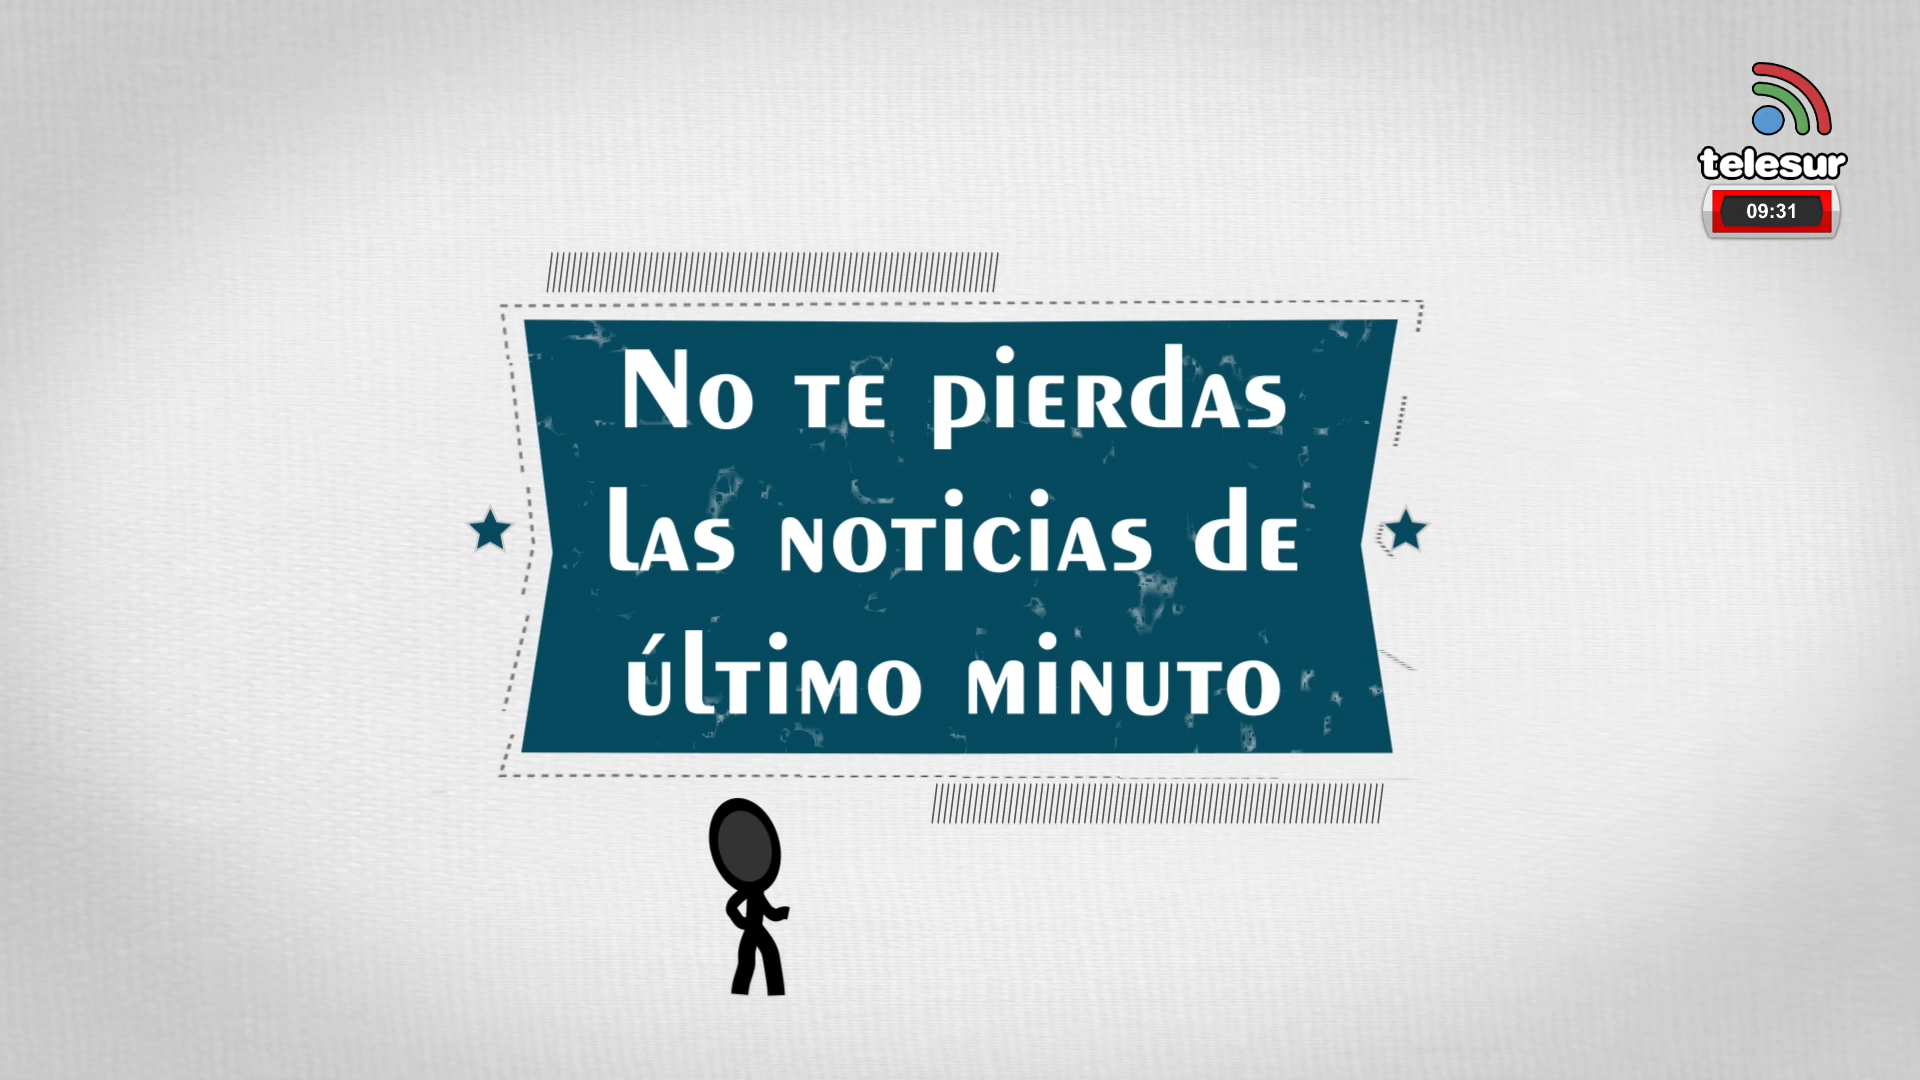 telesur
09:31
No te pierdas
las noticias de
último minuto